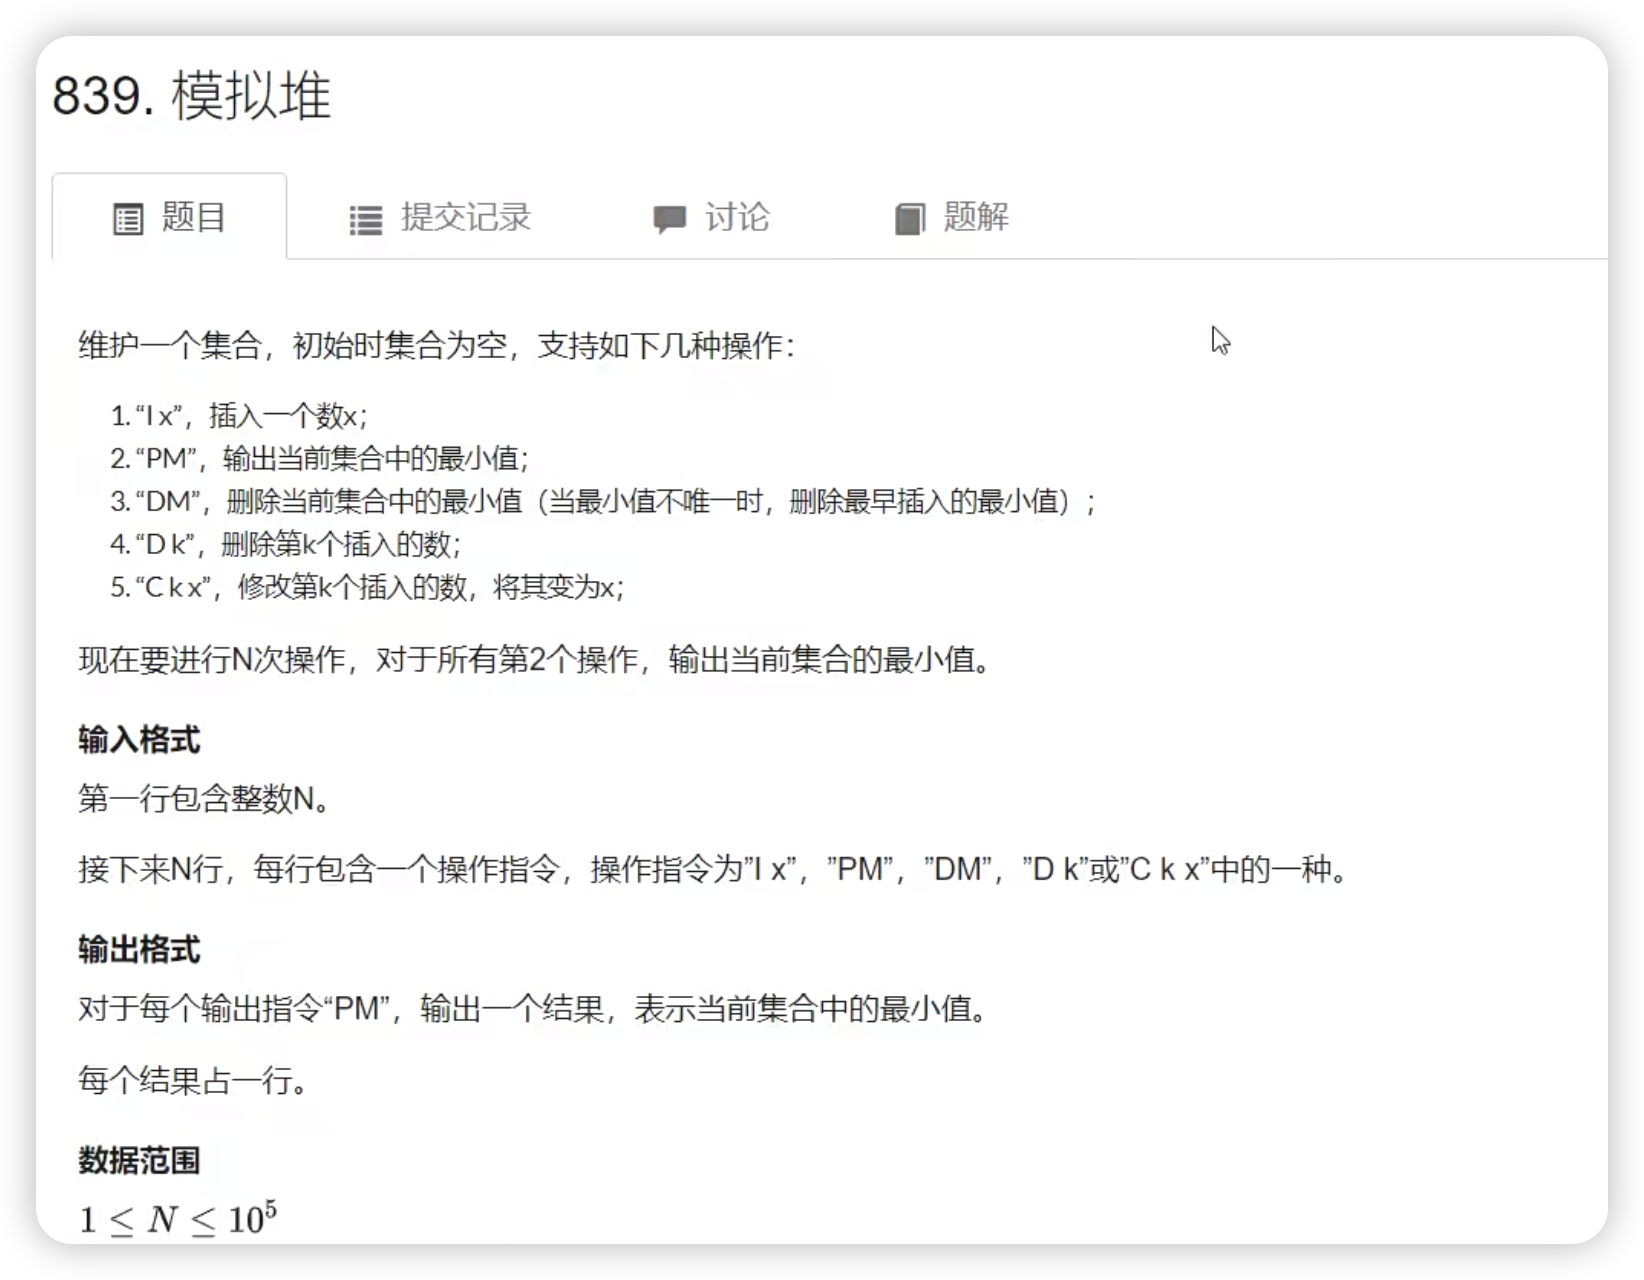 839. 模拟堆
题目 提交记录 讨论 题解
维护一个集合，初始时集合为空，支持如下几种操作：
1. “I x”，插入一个数x；
2. “PM”，输出当前集合中的最小值；
3. “DM”，删除当前集合中的最小值（当最小值不唯一时，删除最早插入的最小值）；
4. “D k”，删除第k个插入的数；
5. “C k x”，修改第k个插入的数，将其变为x；
现在要进行N次操作，对于所有第2个操作，输出当前集合的最小值。
输入格式
第一行包含整数N。
接下来N行，每行包含一个操作指令，操作指令为”I x”，”PM”，”DM”，”D k”或”C k x”中的一种。
输出格式
对于每个输出指令“PM”，输出一个结果，表示当前集合中的最小值。
每个结果占一行。
数据范围
1 ≤ N ≤ 10⁵